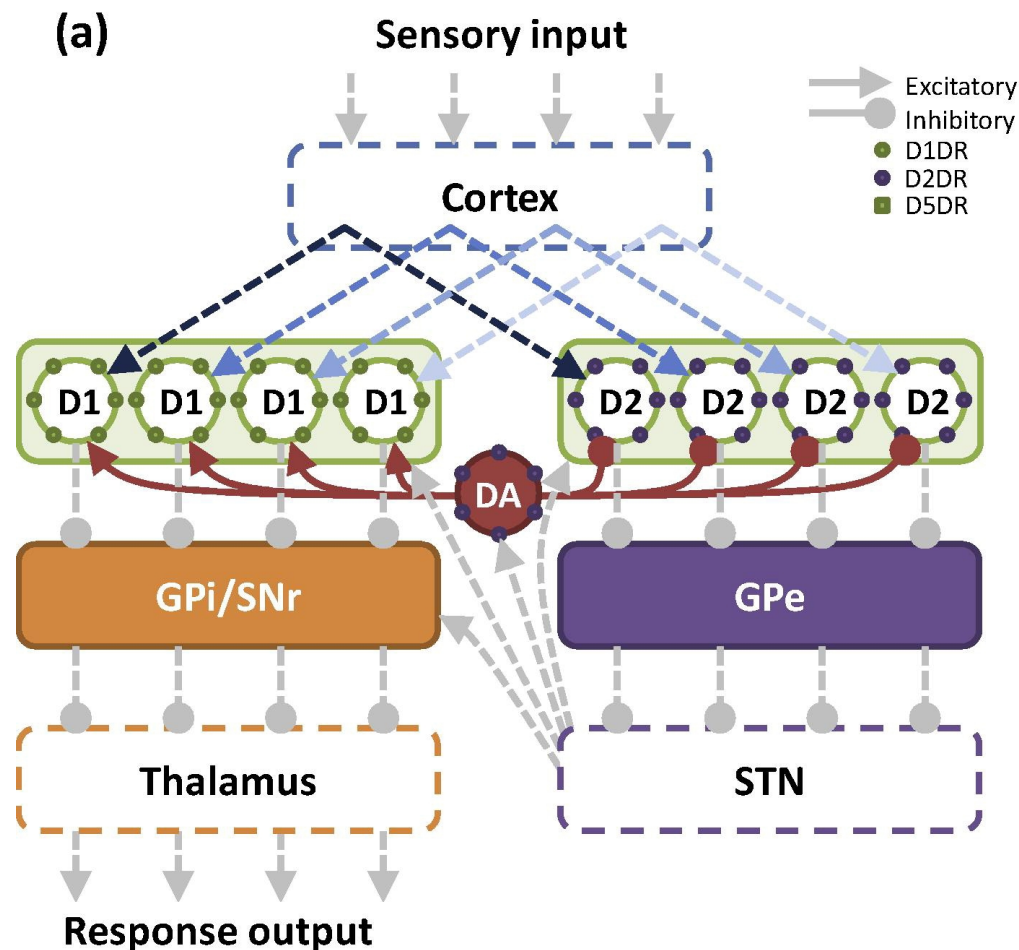 (a)
Sensory input
Excitatory
Inhibitory
D1DR
D2DR
D5DR
Cortex
D1 D1 D1 D1 D2 D2 D2 D2
DA
GPi/SNr GPe
Thalamus STN
Response output